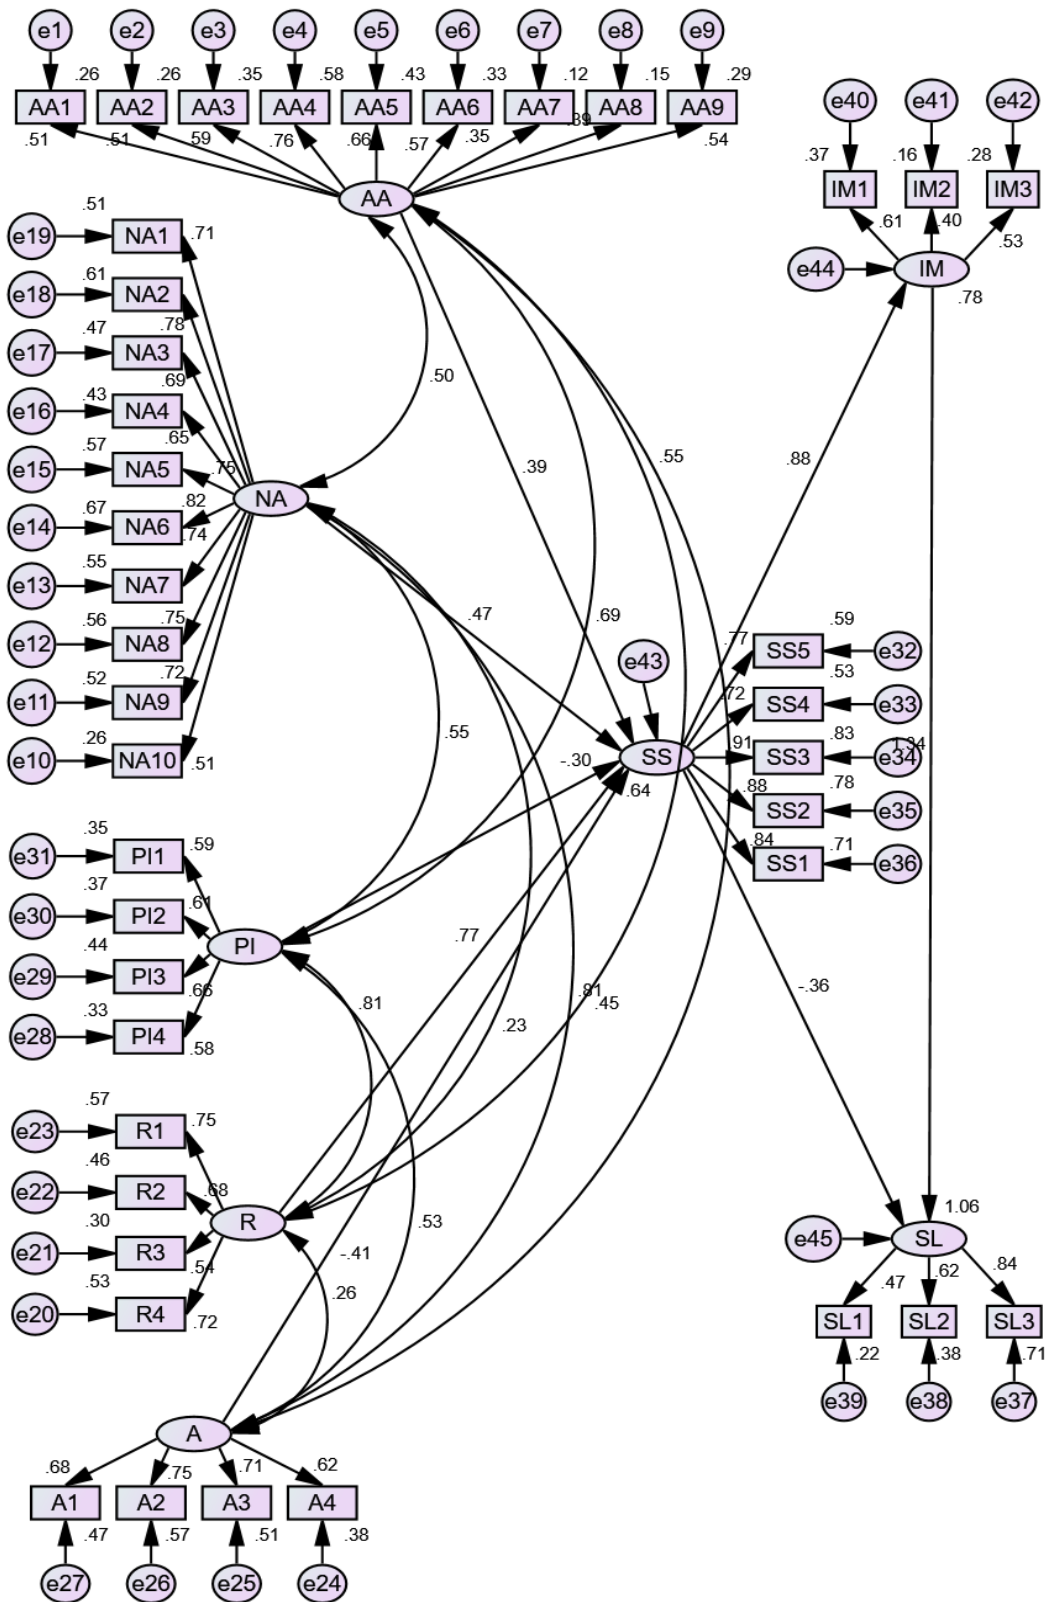 e1 e2 e3 e4 e5 e6 e7 e8 e9
.26 .26 .35 .58 .43 .33 .12 .15 .29
AA1 AA2 AA3 AA4 AA5 AA6 AA7 AA8 AA9
.51 .51 .59 .76 .66 .57 .35 .39 .54
AA
e40 e41 e42
.37 .16 .28
IM1 IM2 IM3
.61 .40 .53
e44 IM
.78
.51
e19 NA1 .71
.61
e18 NA2
.78
.47
e17 NA3
.69
.43
e16 NA4
.65
.57
e15 NA5 .75
NA
.82
.67
e14 NA6 .74
.55
e13 NA7
.56 .75
e12 NA8
.52 .72
e11 NA9
.26
e10 NA10 .51
.50
.39
.55
.88
.47
.69
.55
-.30
e43
SS
.64
.59
.77 SS5 e32
.53
.72 SS4 e33
.83
.91 SS3 e34
1.34
.78
.88 SS2 e35
.71
.84 SS1 e36
.35
e31 PI1 .59
.37
e30 PI2 .61
PI
.44
e29 PI3
.66
.33
e28 PI4 .58
.77
.81
.23
.81
.45
-.36
.57
e23 R1 .75
.46
e22 R2 .68
R
.30
e21 R3
.54
.53
e20 R4 .72
.53
-.41
.26
1.06
e45 SL
.47 .62 .84
SL1 SL2 SL3
.22 .38 .71
e39 e38 e37
A
.68 .75 .71 .62
A1 A2 A3 A4
.47 .57 .51 .38
e27 e26 e25 e24